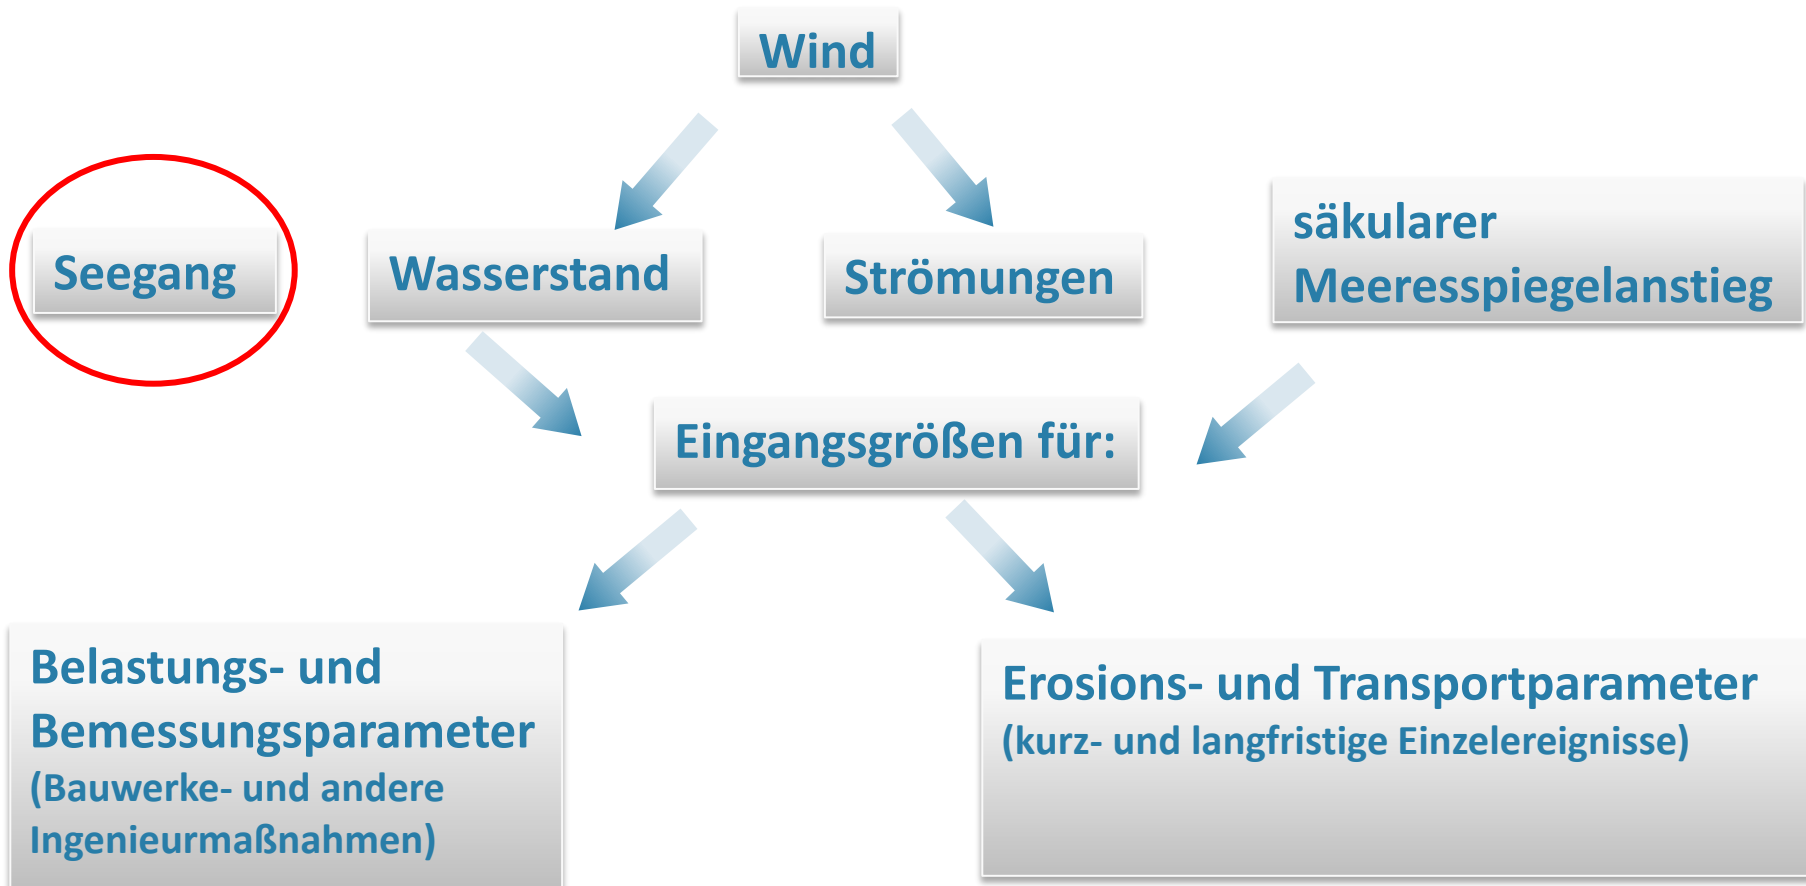 Wind
Seegang
Wasserstand
Strömungen
säkularer
Meeresspiegelanstieg
Eingangsgrößen für:
Belastungs- und
Bemessungsparameter
(Bauwerke- und andere
Ingenieurmaßnahmen)
Erosions- und Transportparameter
(kurz- und langfristige Einzelereignisse)